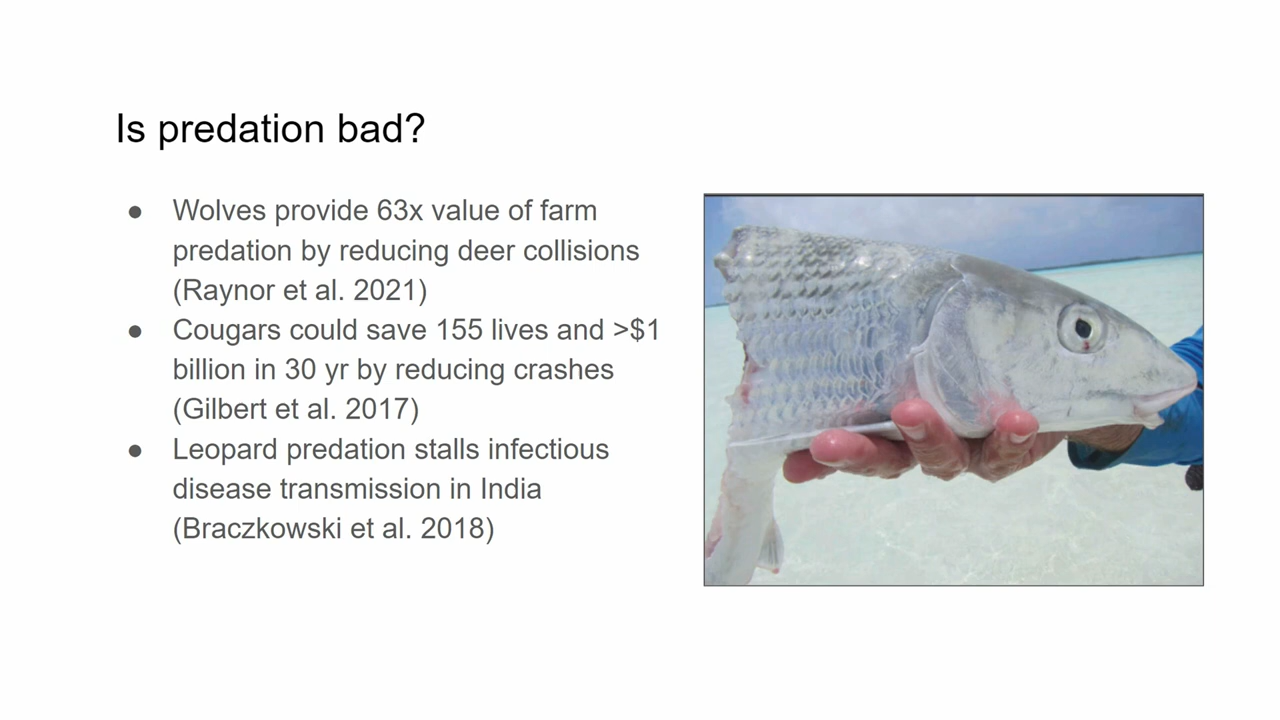 Is predation bad?
● Wolves provide 63x value of farm
predation by reducing deer collisions
(Raynor et al. 2021)
● Cougars could save 155 lives and >$1
billion in 30 yr by reducing crashes
(Gilbert et al. 2017)
● Leopard predation stalls infectious
disease transmission in India
(Braczkowski et al. 2018)